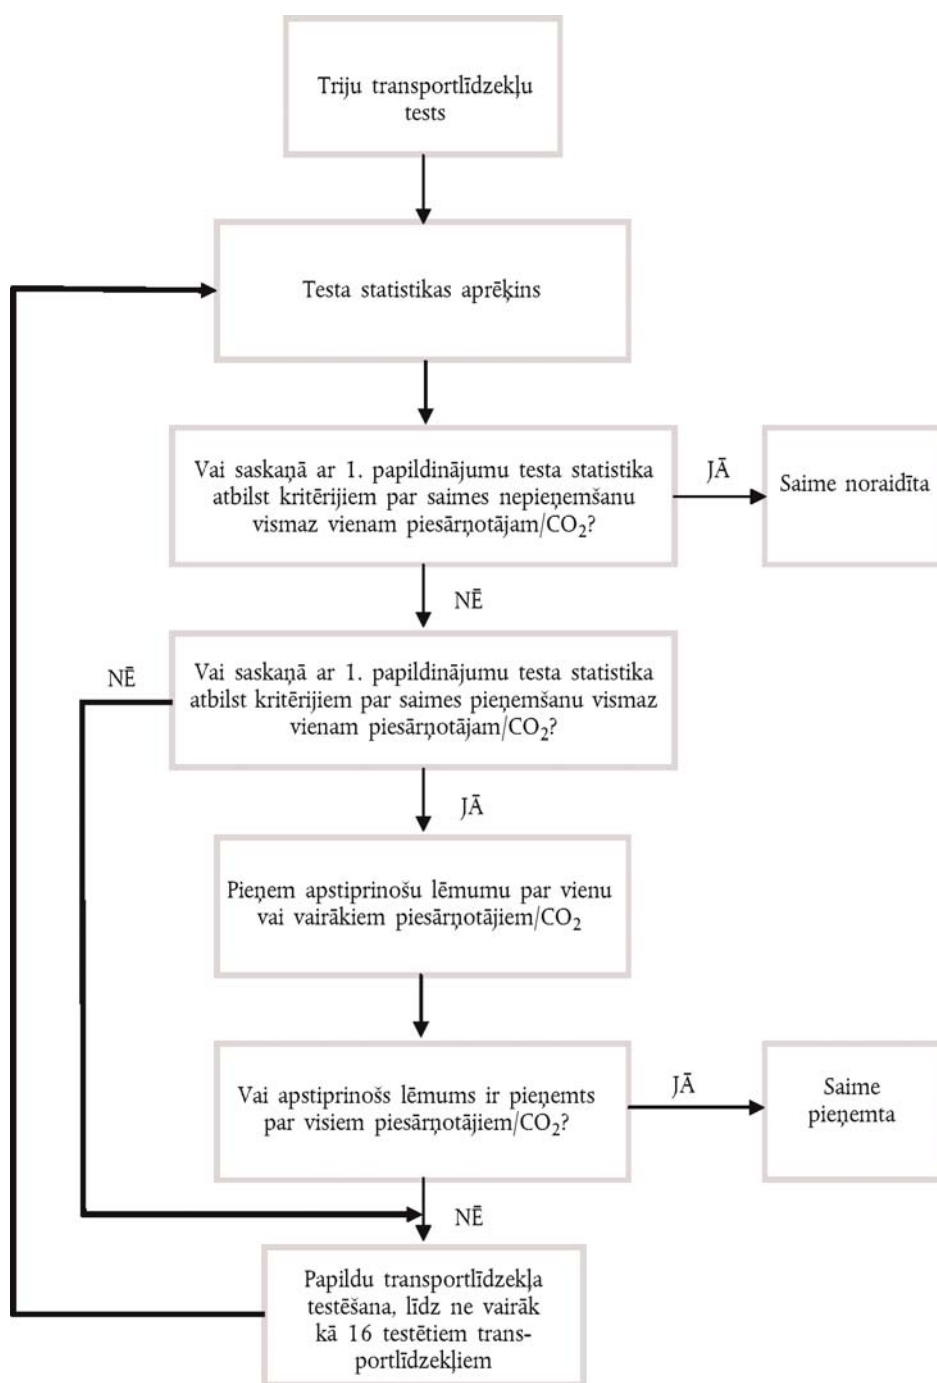 Triju transportlīdzekļu
tests
Testa statistikas aprēķins
Vai saskaņā ar 1. papildinājumu testa statistika
atbilst kritērijiem par saimes nepieņemšanu
vismaz vienam piesārņotājam/CO₂?
JĀ
Saime noraidīta
NĒ
Vai saskaņā ar 1. papildinājumu testa statistika
atbilst kritērijiem par saimes pieņemšanu vismaz
vienam piesārņotājam/CO₂?
NĒ
JĀ
Pieņem apstiprinošu lēmumu par vienu
vai vairākiem piesārņotājiem/CO₂
Vai apstiprinošs lēmums ir pieņemts
par visiem piesārņotājiem/CO₂?
JĀ
Saime
pieņemta
NĒ
Papildu transportlīdzekļa
testēšana, līdz ne vairāk
kā 16 testētiem trans-
portlīdzekļiem